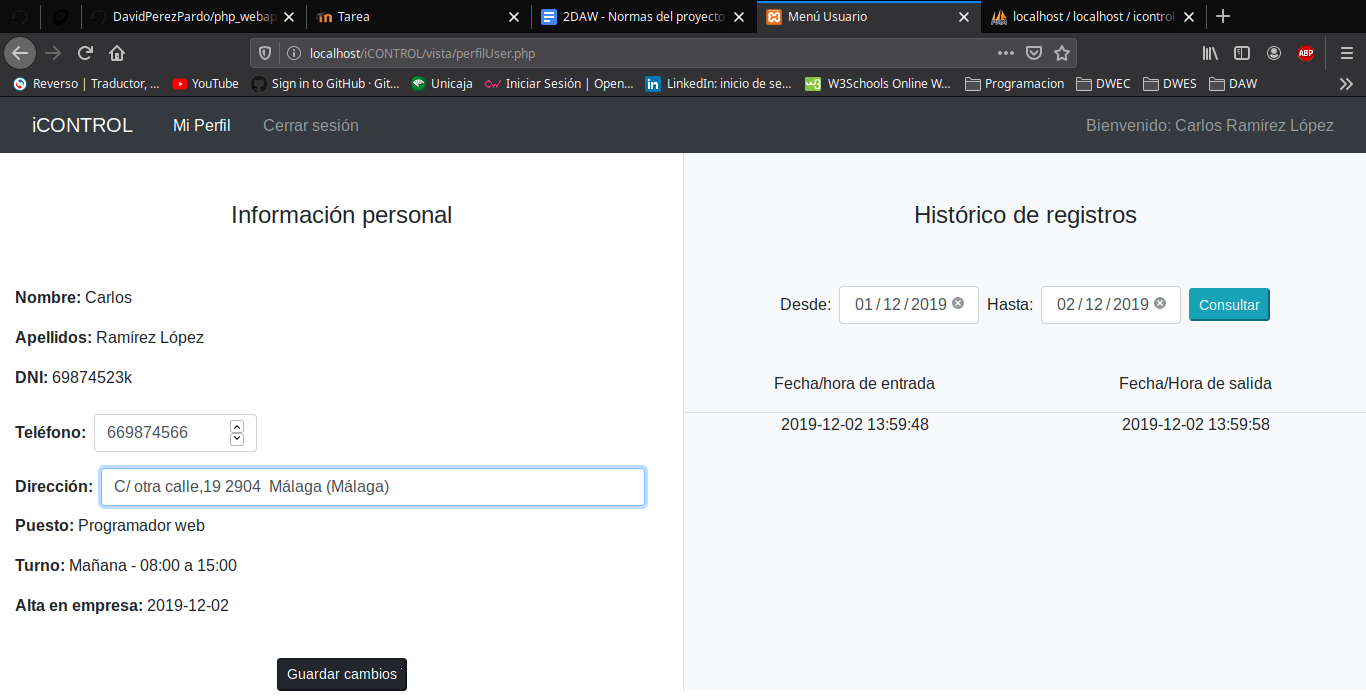 DavidPerezPardo/php_webap
Tarea
2DAW - Normas del proyecto
Menú Usuario
localhost / localhost / icontrol
localhost/iCONTROL/vista/perfilUser.php
ABP
Reverso | Traductor, ...
YouTube
Sign in to GitHub · Git...
Unicaja
Iniciar Sesión | Open...
LinkedIn: inicio de se...
W3Schools Online W...
Programacion
DWEC
DWES
DAW
iCONTROL
Mi Perfil
Cerrar sesión
Bienvenido: Carlos Ramírez López
Información personal
Nombre: Carlos
Apellidos: Ramírez López
DNI: 69874523k
Teléfono: 669874566
Dirección: C/ otra calle,19 2904  Málaga (Málaga)
Puesto: Programador web
Turno: Mañana - 08:00 a 15:00
Alta en empresa: 2019-12-02
Guardar cambios
Histórico de registros
Desde: 01 / 12 / 2019 Hasta: 02 / 12 / 2019 Consultar
Fecha/hora de entrada Fecha/Hora de salida
2019-12-02 13:59:48 2019-12-02 13:59:58